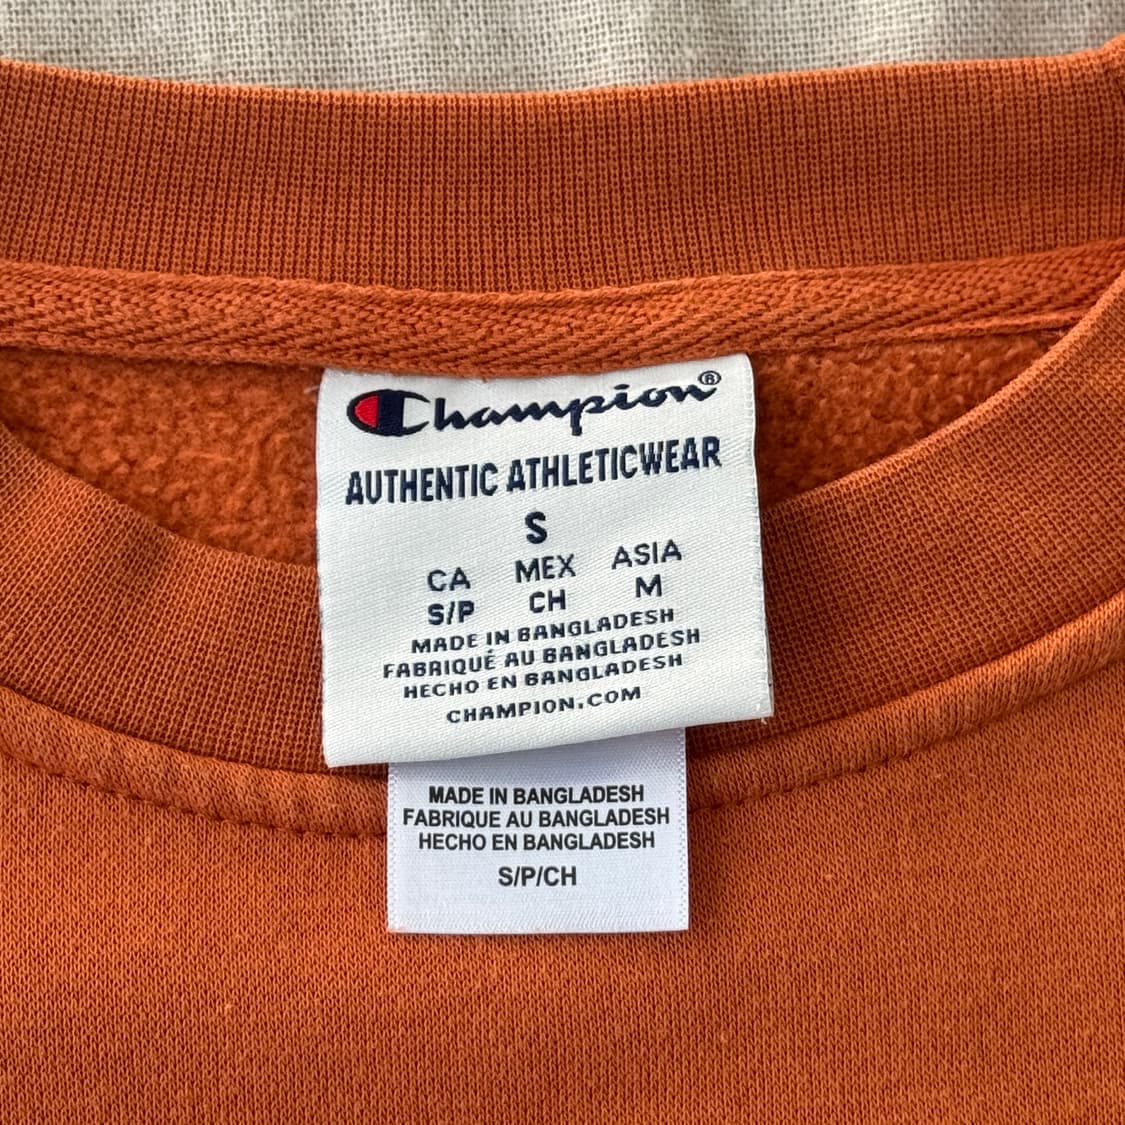 Champion®
AUTHENTIC ATHLETICWEAR
S
CA MEX ASIA
S/P CH M
MADE IN BANGLADESH
FABRIQUÉ AU BANGLADESH
HECHO EN BANGLADESH
CHAMPION.COM
MADE IN BANGLADESH
FABRIQUE AU BANGLADESH
HECHO EN BANGLADESH
S/P/CH